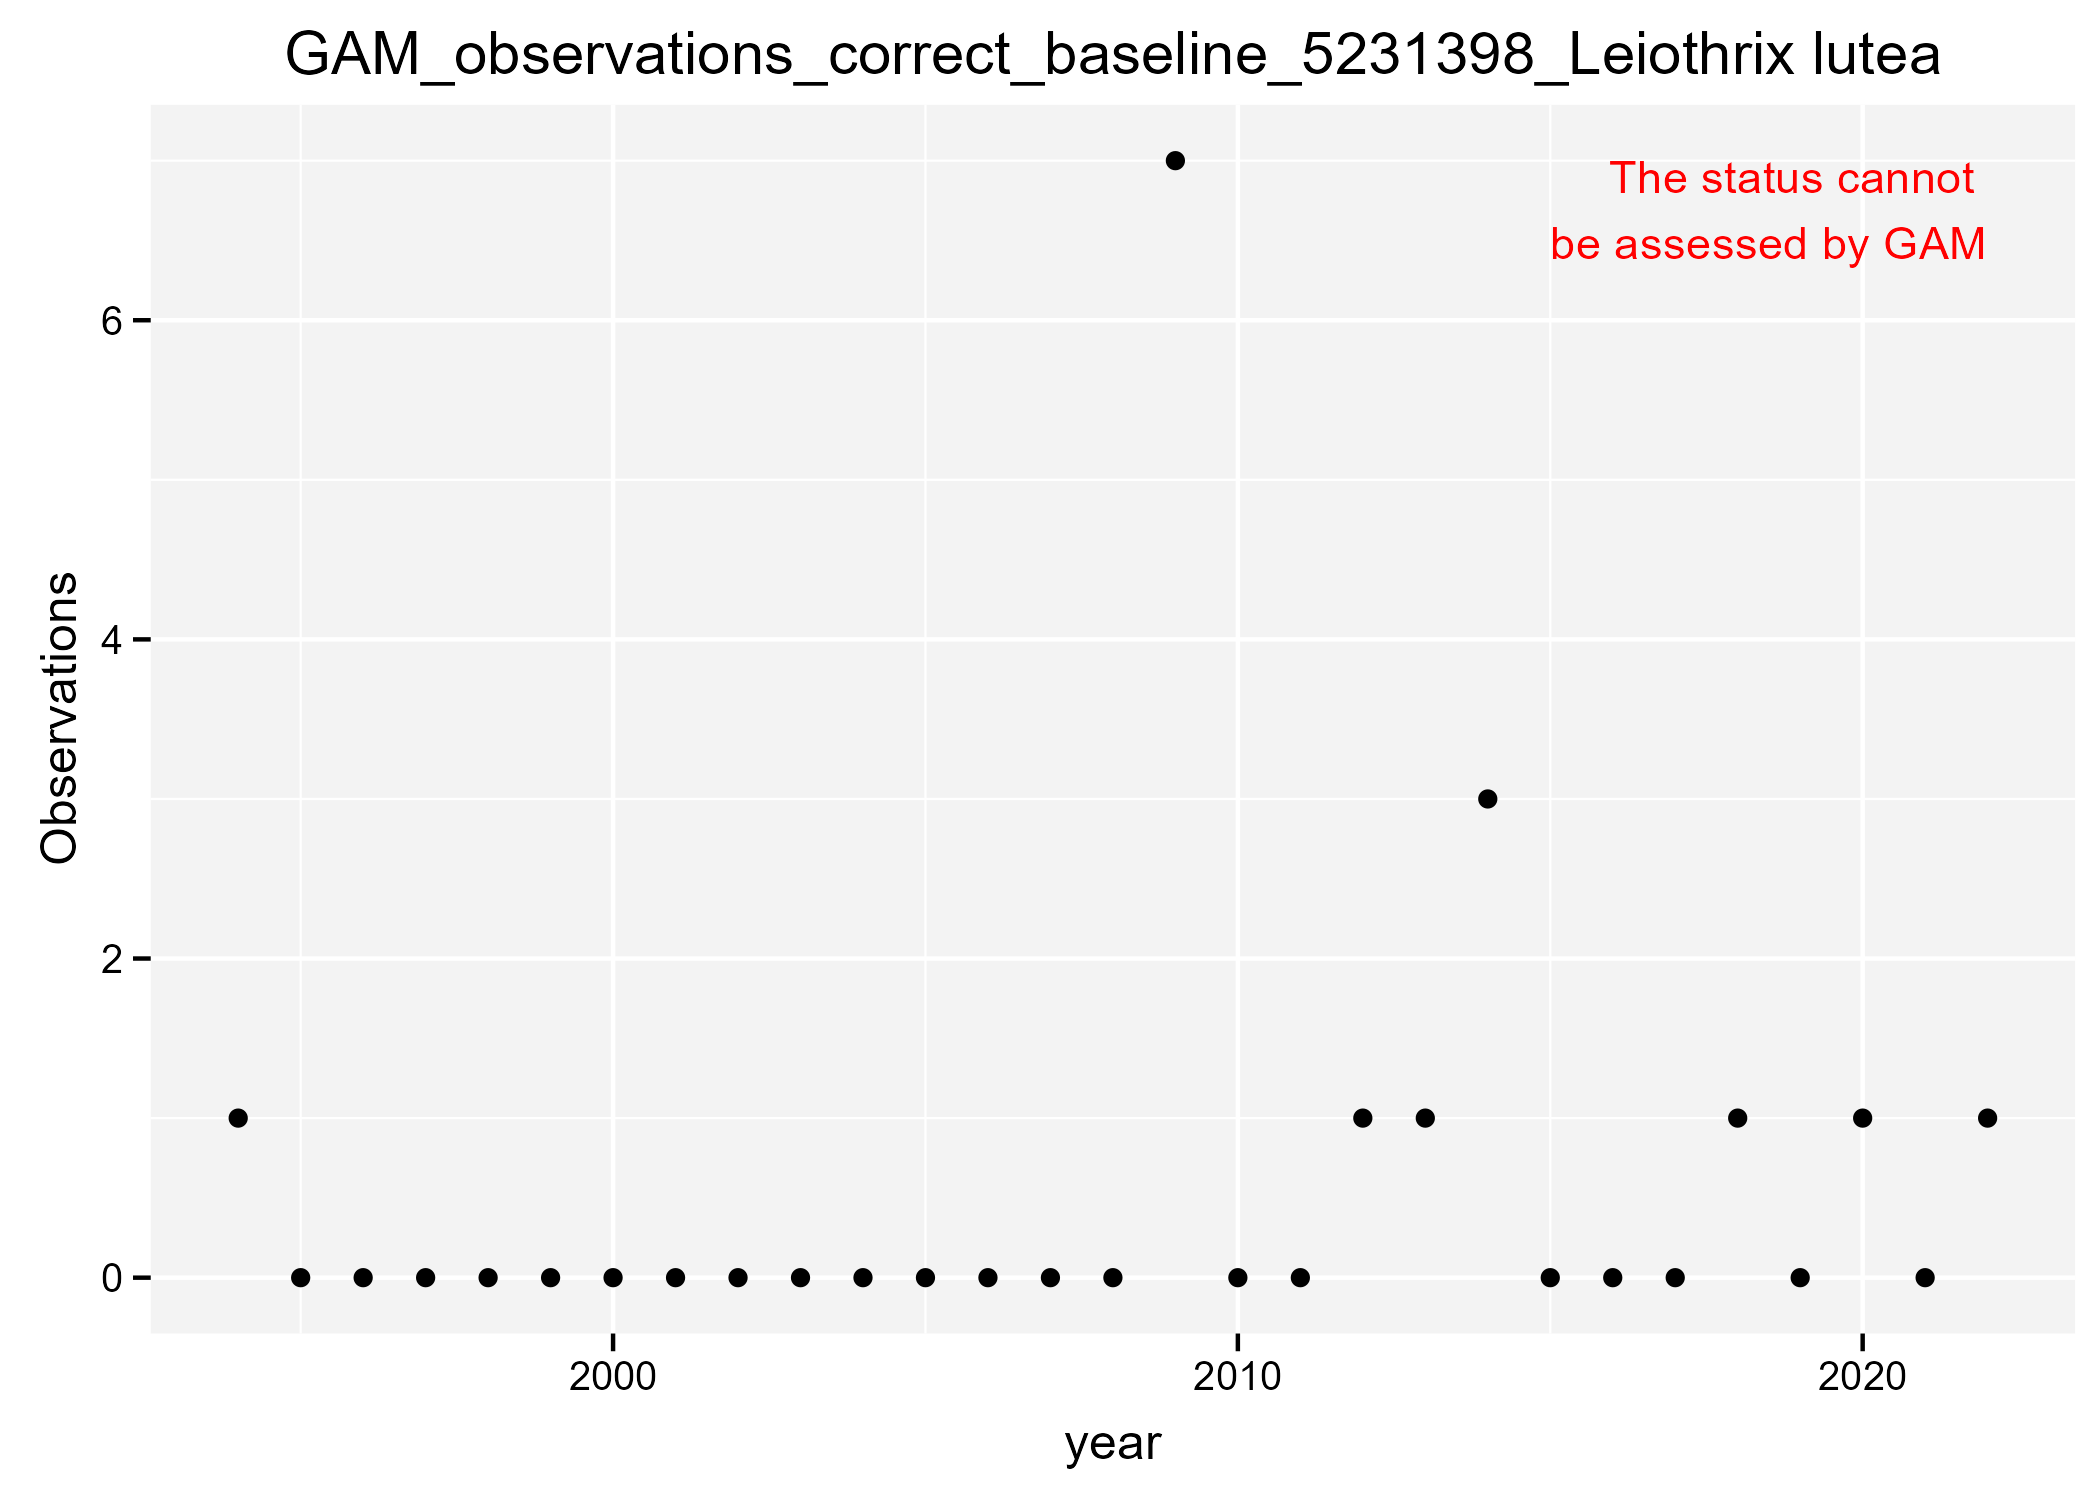 GAM_observations_correct_baseline_5231398_Leiothrix lutea
The status cannot
be assessed by GAM
Observations
6
4
2
0
2000
2010
2020
year